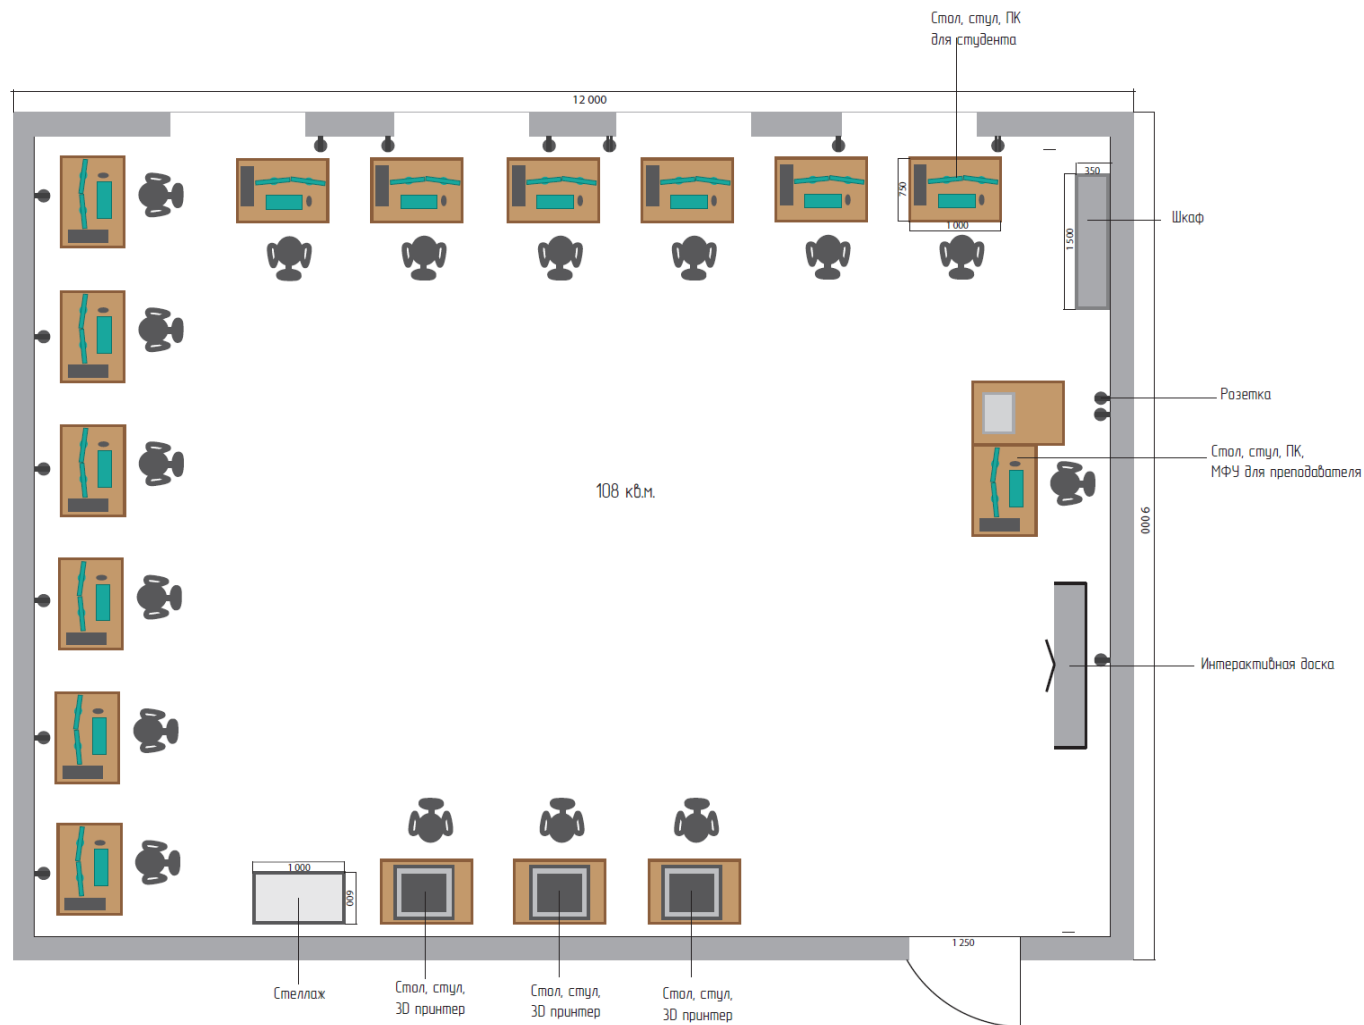 Стол, стул, ПК
для студента
12 000
350
750
1 000
1 500
Шкаф
Розетка
Стол, стул, ПК,
МФУ для преподавателя
108 кв.м.
9 000
Интерактивная доска
1 000
600
1 250
Стеллаж
Стол, стул,
3D принтер
Стол, стул,
3D принтер
Стол, стул,
3D принтер